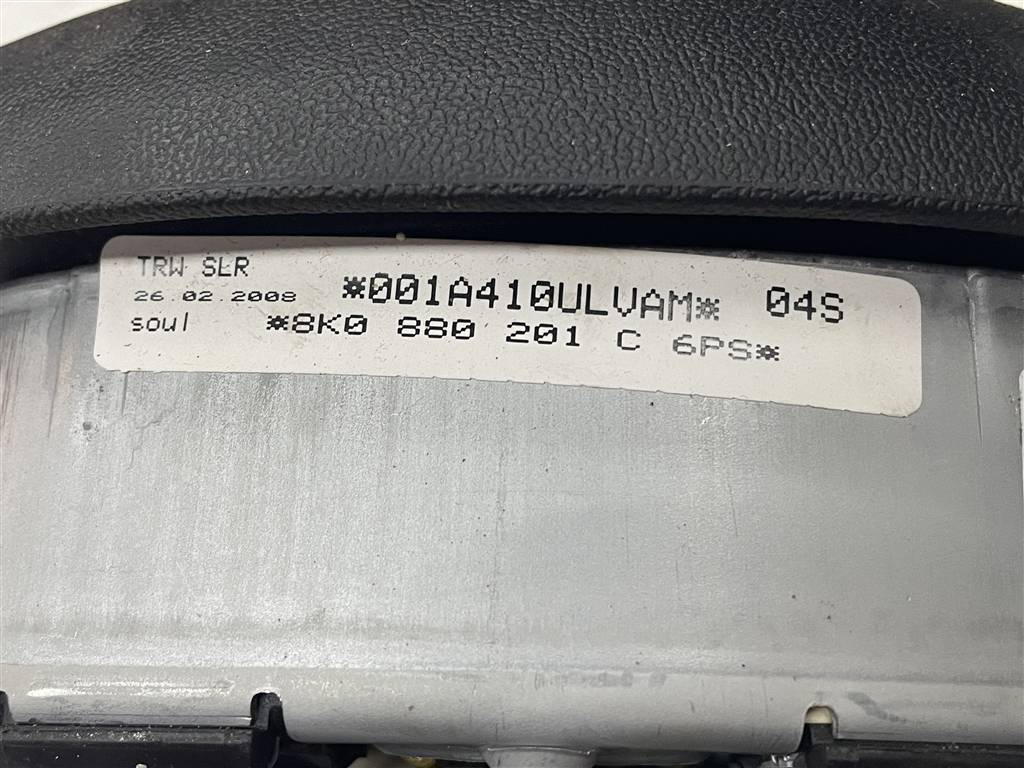 TRW SLR
26.02.2008 *001A410ULVAM* 04S
soul *8K0 880 201 C 6PS*